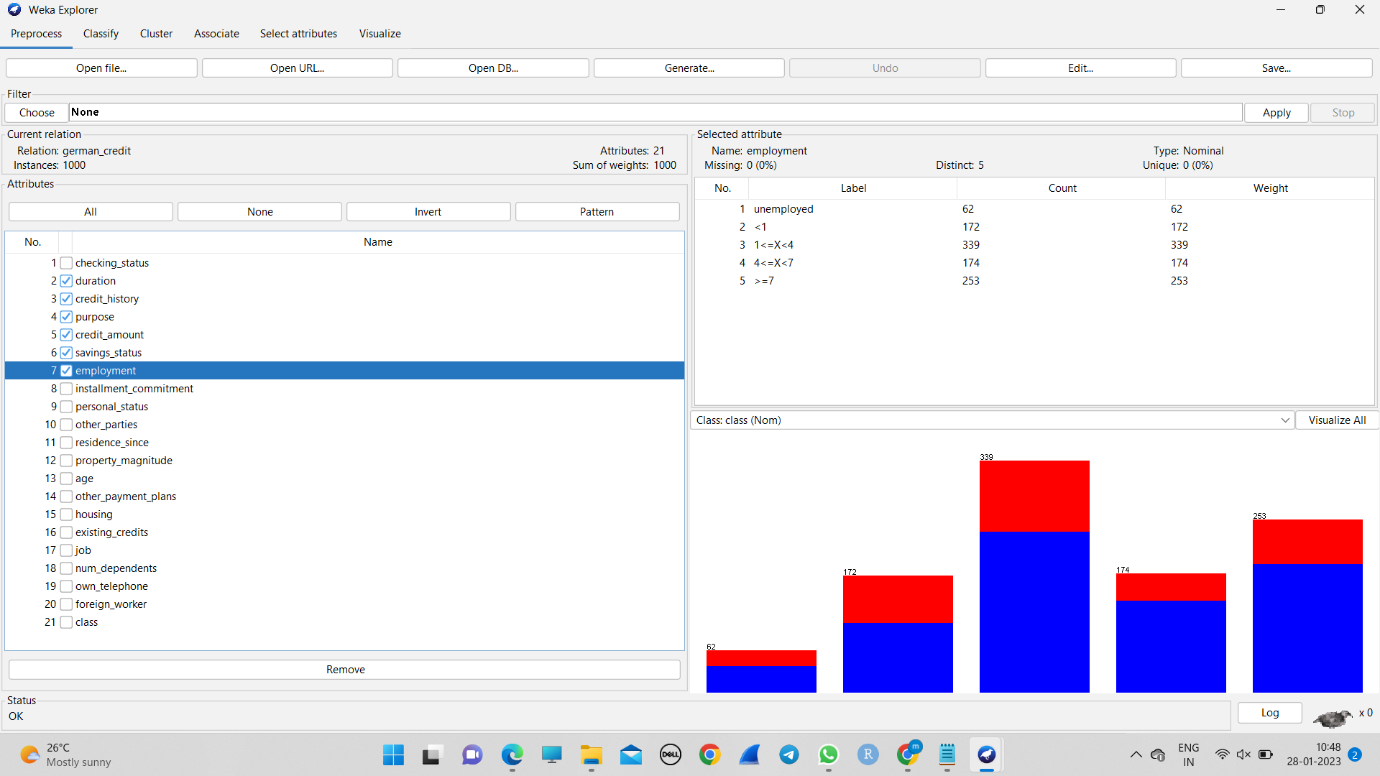 Weka Explorer
Preprocess Classify Cluster Associate Select attributes Visualize
Open file... Open URL... Open DB... Generate... Undo Edit... Save...
Filter
Choose None Apply Stop
Current relation
Relation: german_credit Attributes: 21
Instances: 1000 Sum of weights: 1000
Attributes
All None Invert Pattern
No. Name
1 checking_status
2 duration
3 credit_history
4 purpose
5 credit_amount
6 savings_status
7 employment
8 installment_commitment
9 personal_status
10 other_parties
11 residence_since
12 property_magnitude
13 age
14 other_payment_plans
15 housing
16 existing_credits
17 job
18 num_dependents
19 own_telephone
20 foreign_worker
21 class
Remove
Selected attribute
Name: employment Type: Nominal
Missing: 0 (0%) Distinct: 5 Unique: 0 (0%)
No. Label Count Weight
1 unemployed 62 62
2 <1 172 172
3 1<=X<4 339 339
4 4<=X<7 174 174
5 >=7 253 253
Class: class (Nom) Visualize All
62 172 339 174 253
Status
OK
Log x 0
26°C
Mostly sunny
DELL
R
m
ENG
IN
10:48
28-01-2023
2